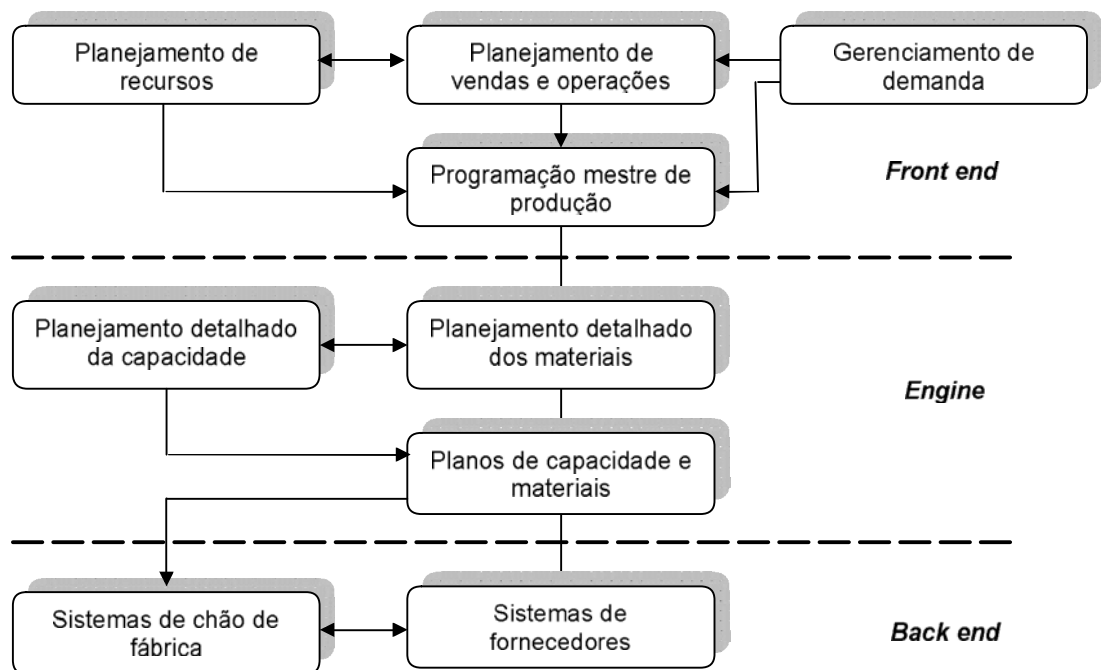 Planejamento de
recursos
Planejamento de
vendas e operações
Gerenciamento de
demanda
Programação mestre de
produção
Front end
Planejamento detalhado
da capacidade
Planejamento detalhado
dos materiais
Engine
Planos de capacidade e
materiais
Sistemas de chão de
fábrica
Sistemas de
fornecedores
Back end